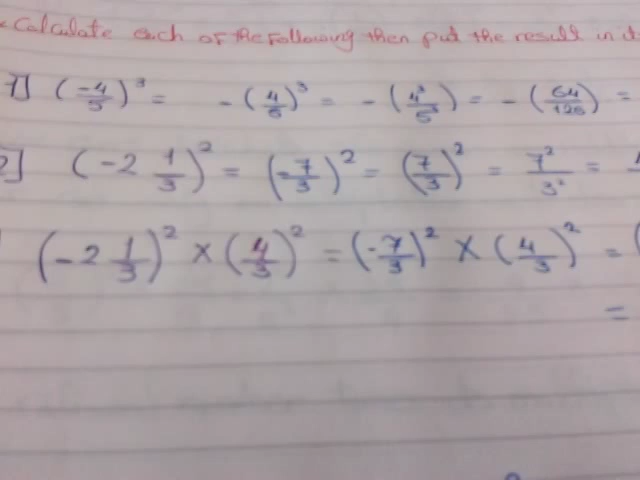 Calculate each of the following then put the result in
1] (-4/5)³ = -(4/5)³ = -(4³/5³) = -(64/125) =
2] (-2 1/3)² = (-7/3)² = (7/3)² = 7²/3² =
(-2 1/3)² × (4/3)² = (-7/3)² × (4/3)² = (
=